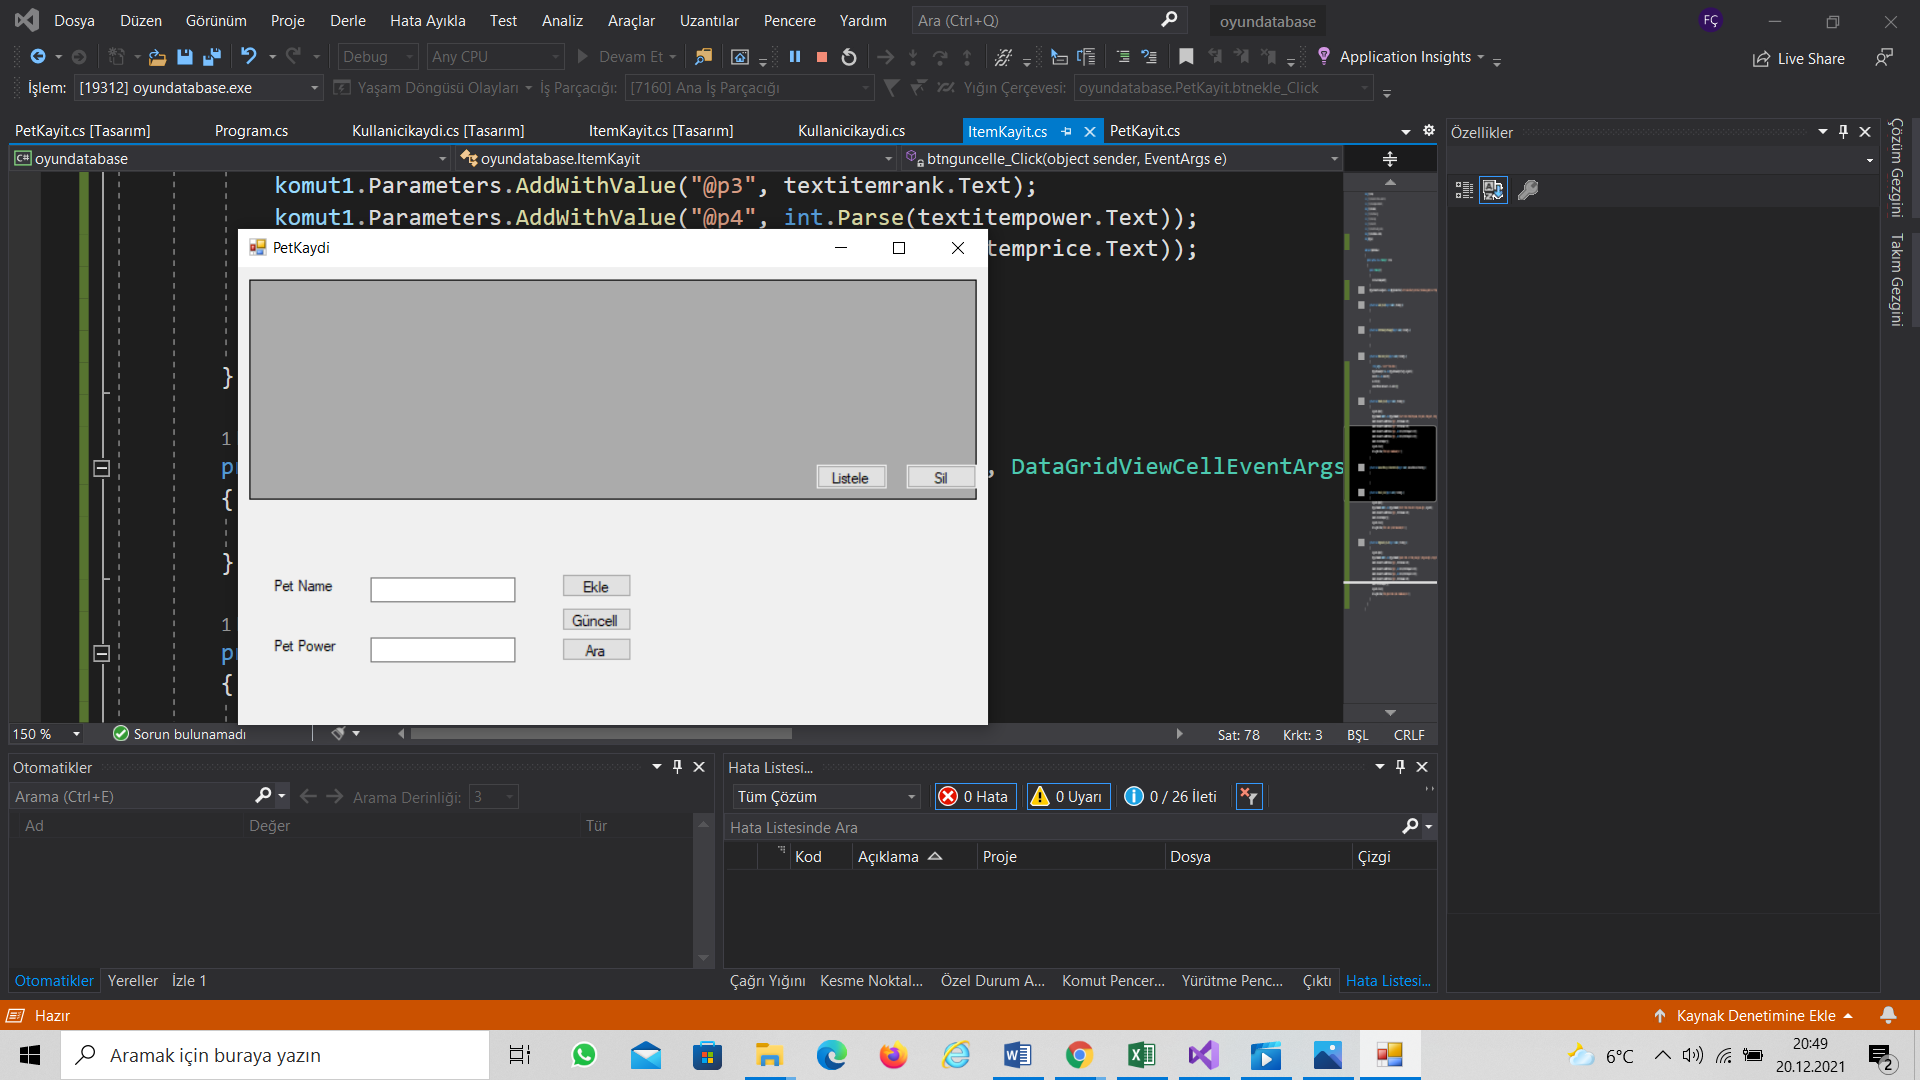 Dosya Düzen Görünüm Proje Derle Hata Ayıkla Test Analiz Araçlar Uzantılar Pencere Yardım Ara (Ctrl+Q) oyundatabase FÇ
Debug Any CPU Devam Et Application Insights Live Share
İşlem: [19312] oyundatabase.exe Yaşam Döngüsü Olayları İş Parçacığı: [7160] Ana İş Parçacığı Yığın Çerçevesi: oyundatabase.PetKayit.btnekle_Click
PetKayit.cs [Tasarım] Program.cs Kullanicikaydi.cs [Tasarım] ItemKayit.cs [Tasarım] Kullanicikaydi.cs ItemKayit.cs PetKayit.cs
C# oyundatabase oyundatabase.ItemKayit btnguncelle_Click(object sender, EventArgs e)
komut1.Parameters.AddWithValue("@p3", textitemrank.Text);
komut1.Parameters.AddWithValue("@p4", int.Parse(textitempower.Text));
temprice.Text));
}
1
, DataGridViewCellEventArgs
{
}
1
{
PetKaydi
Listele Sil
Pet Name Ekle
Güncell
Pet Power Ara
150 % Sorun bulunamadı Sat: 78 Krkt: 3 BŞL CRLF
Özellikler
Çözüm Gezgini
Takım Gezgini
Otomatikler
Arama (Ctrl+E) Arama Derinliği: 3
Ad Değer Tür
Otomatikler Yereller İzle 1
Hata Listesi...
Tüm Çözüm 0 Hata 0 Uyarı 0 / 26 İleti
Hata Listesinde Ara
Kod Açıklama Proje Dosya Çizgi
Çağrı Yığını Kesme Noktal... Özel Durum A... Komut Pencer... Yürütme Penc... Çıktı Hata Listesi...
Hazır Kaynak Denetimine Ekle
Aramak için buraya yazın 6°C 20:49
20.12.2021 2